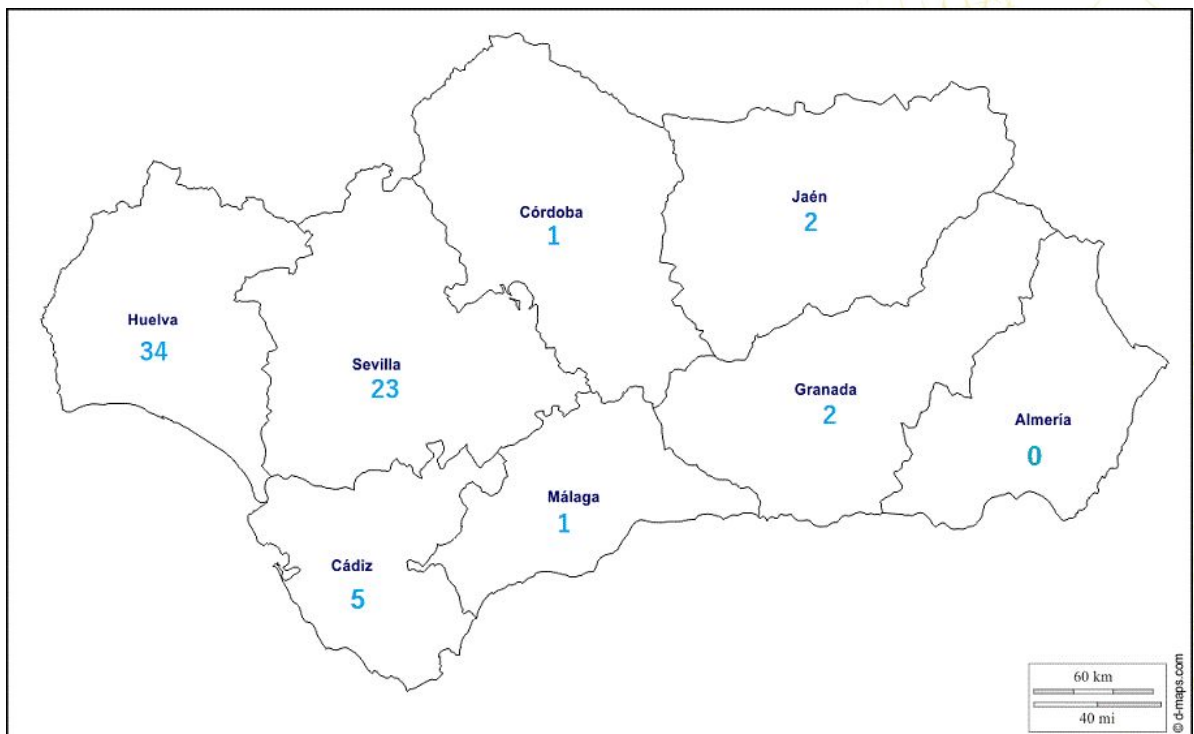 Jaén
2
Córdoba
1
Huelva
34
Sevilla
23
Granada
2
Almería
0
Málaga
1
Cádiz
5
60 km
40 mi
© d-maps.com